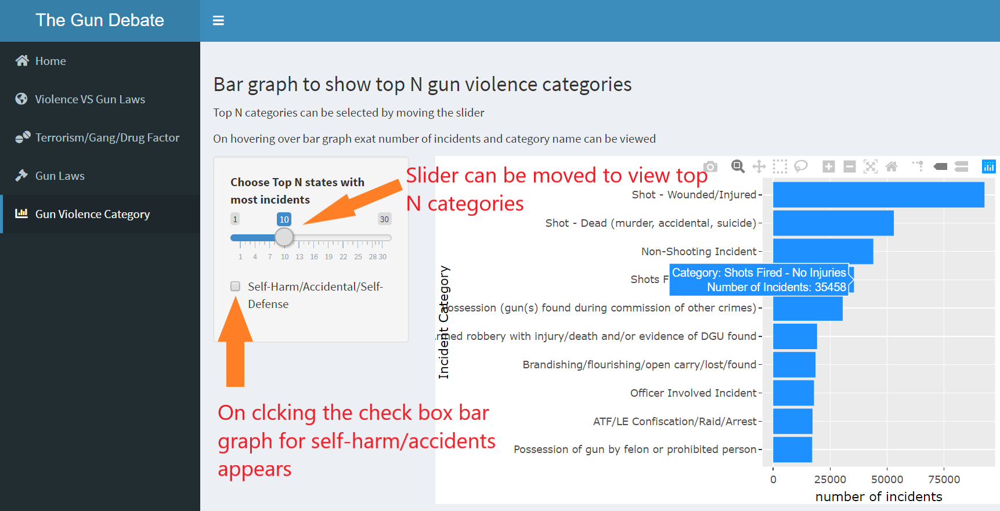 The Gun Debate
Home
Violence VS Gun Laws
Terrorism/Gang/Drug Factor
Gun Laws
Gun Violence Category
Bar graph to show top N gun violence categories
Top N categories can be selected by moving the slider
On hovering over bar graph exat number of incidents and category name can be viewed
Choose Top N states with
most incidents
1
10
30
1 4 7 10 13 16 19 22 25 28 30
Self-Harm/Accidental/Self-
Defense
Slider can be moved to view top
N categories
On clcking the check box bar
graph for self-harm/accidents
appears
Incident Category
Shot - Wounded/Injured
Shot - Dead (murder, accidental, suicide)
Non-Shooting Incident
Shots F
Category: Shots Fired - No Injuries
Number of Incidents: 35458
ossession (gun(s) found during commission of other crimes)
rmed robbery with injury/death and/or evidence of DGU found
Brandishing/flourishing/open carry/lost/found
Officer Involved Incident
ATF/LE Confiscation/Raid/Arrest
Possession of gun by felon or prohibited person
0 25000 50000 75000
number of incidents